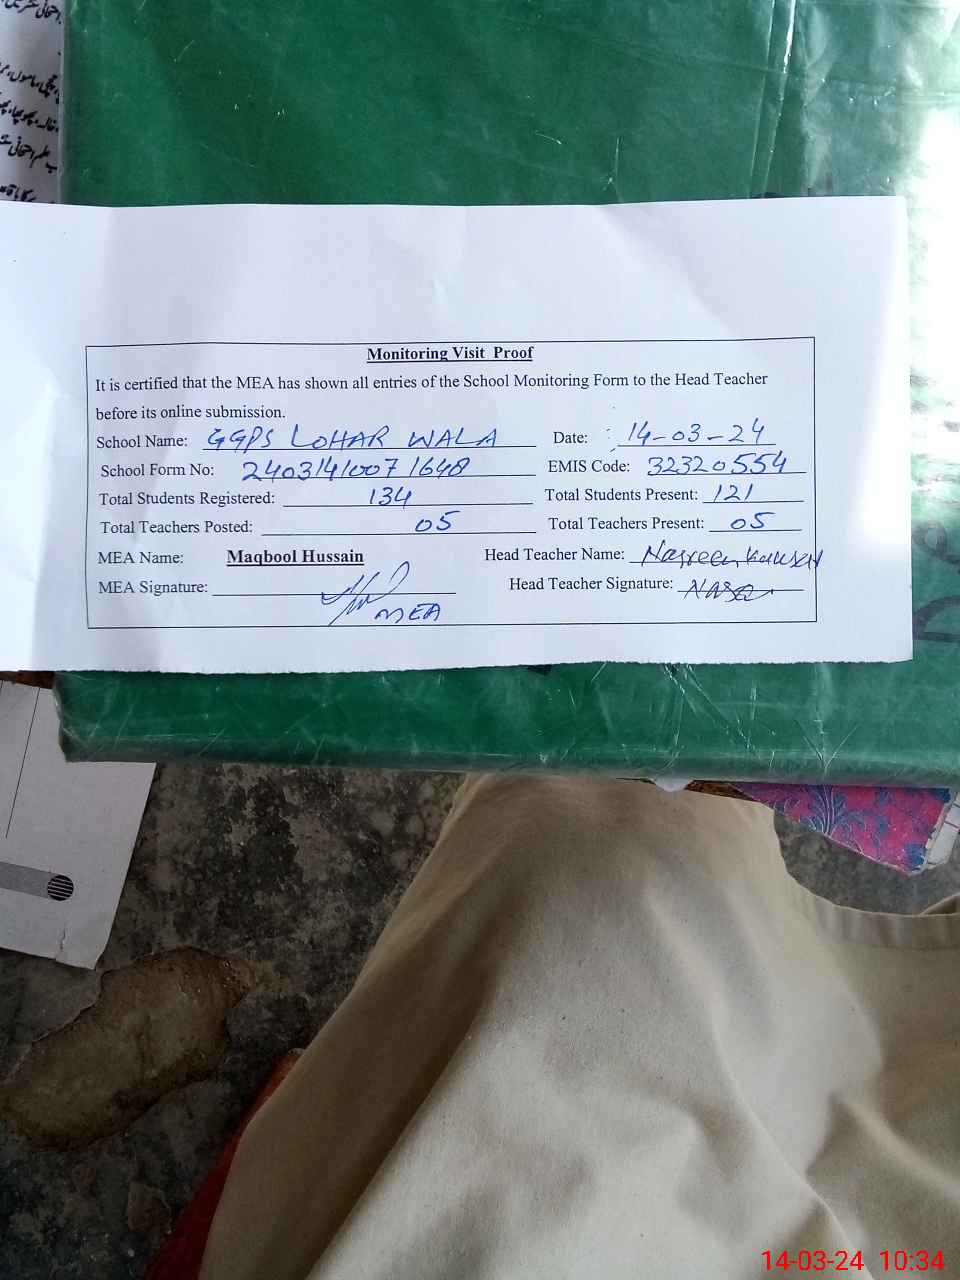 Monitoring Visit Proof
It is certified that the MEA has shown all entries of the School Monitoring Form to the Head Teacher
before its online submission.
School Name: GGPS LOHAR WALA Date: 14-03-24
School Form No: 24031410071648 EMIS Code: 32320554
Total Students Registered: 134 Total Students Present: 121
Total Teachers Posted: 05 Total Teachers Present: 05
MEA Name: Maqbool Hussain Head Teacher Name: Nasreen Kausar
MEA Signature: MEA Head Teacher Signature:
14-03-24 10:34